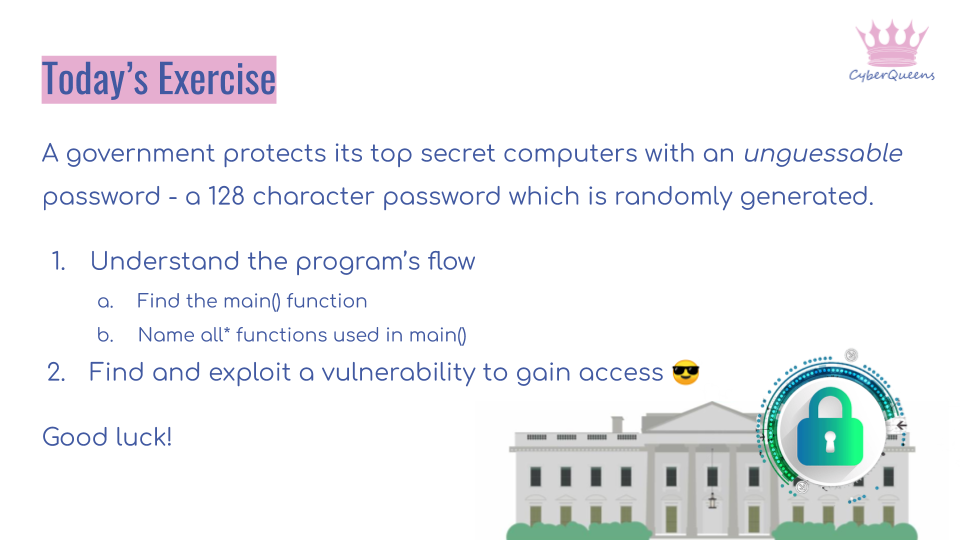 CyberQueens
Today's Exercise
A government protects its top secret computers with an unguessable
password - a 128 character password which is randomly generated.
1. Understand the program's flow
a. Find the main() function
b. Name all* functions used in main()
2. Find and exploit a vulnerability to gain access 😎
Good luck!